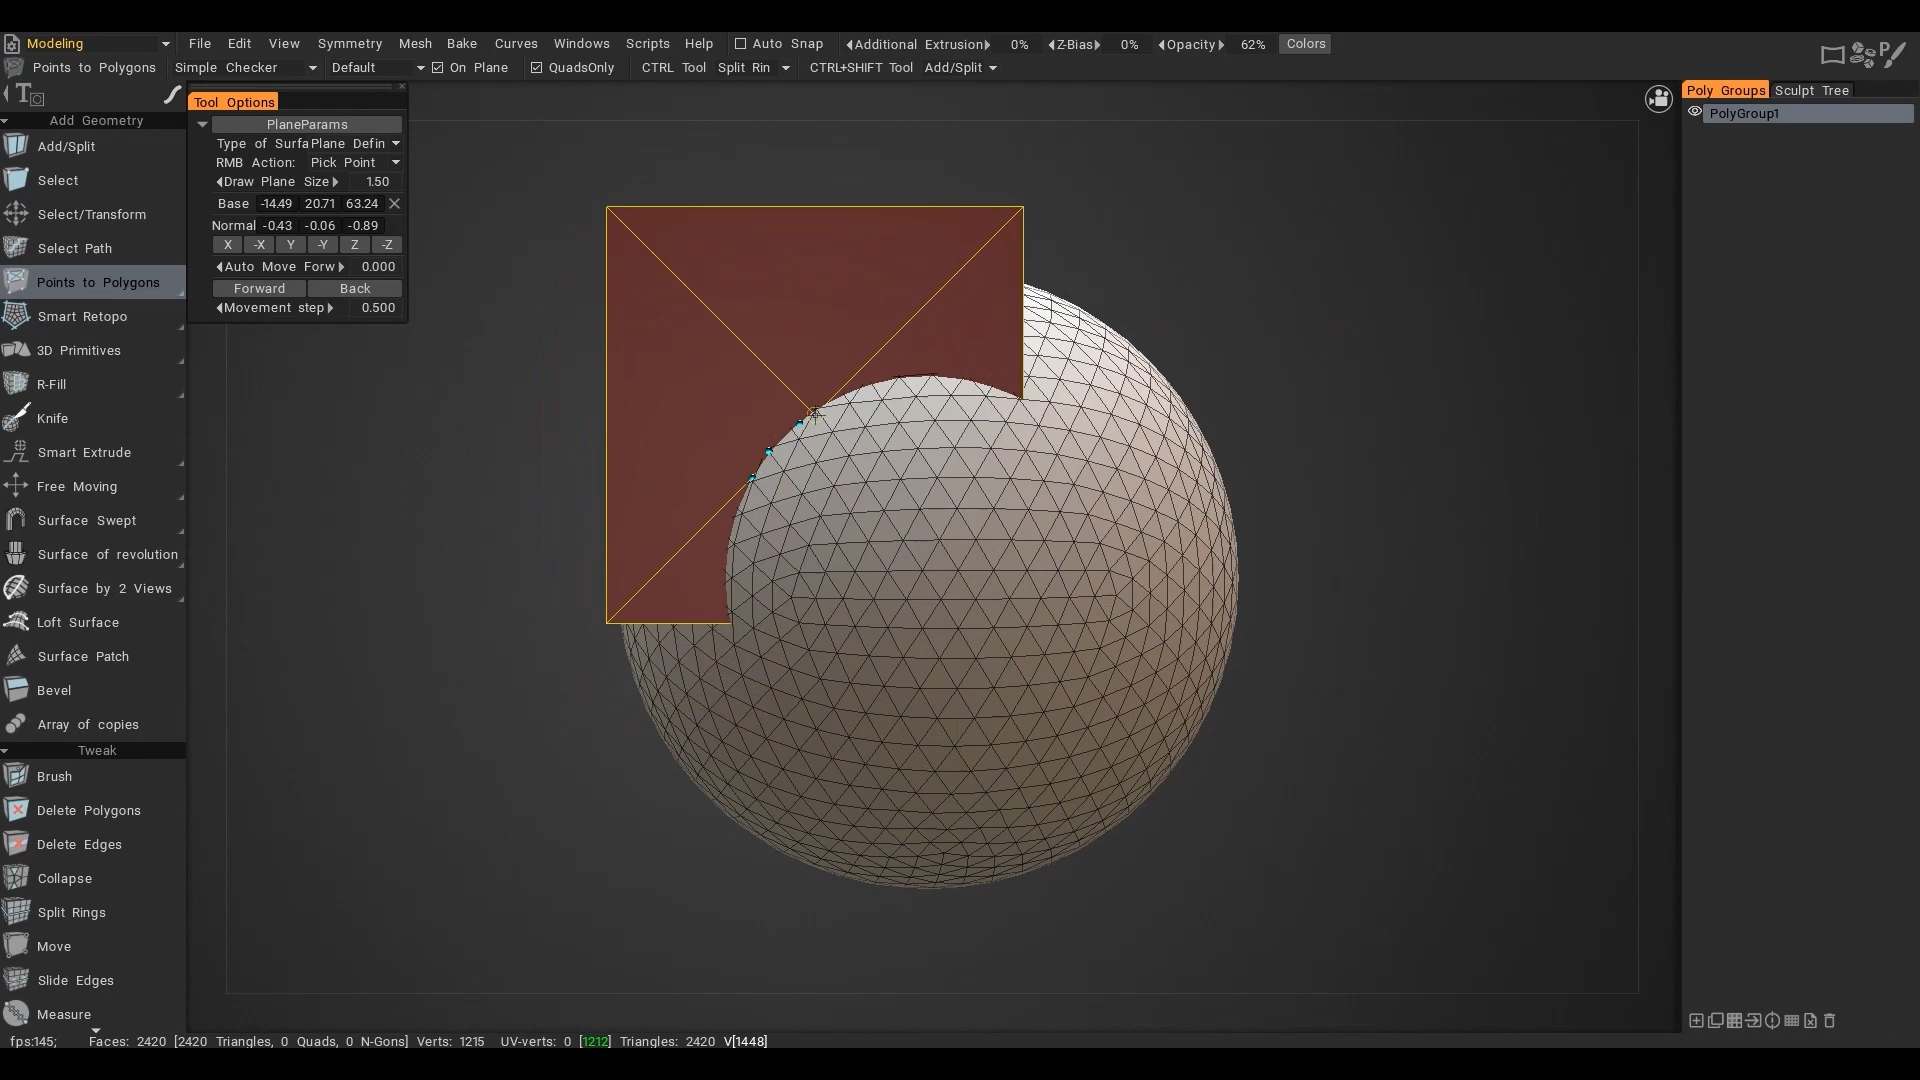 Modeling File Edit View Symmetry Mesh Bake Curves Windows Scripts Help Auto Snap Additional Extrusion 0% Z-Bias 0% Opacity 62% Colors
Points to Polygons Simple Checker Default On Plane QuadsOnly CTRL Tool Split Rin CTRL+SHIFT Tool Add/Split
Add Geometry
Add/Split
Select
Select/Transform
Select Path
Points to Polygons
Smart Retopo
3D Primitives
R-Fill
Knife
Smart Extrude
Free Moving
Surface Swept
Surface of revolution
Surface by 2 Views
Loft Surface
Surface Patch
Bevel
Array of copies
Tweak
Brush
Delete Polygons
Delete Edges
Collapse
Split Rings
Move
Slide Edges
Measure
Tool Options
PlaneParams
Type of Surfa Plane Defin
RMB Action: Pick Point
Draw Plane Size 1.50
Base -14.49 20.71 63.24
Normal -0.43 -0.06 -0.89
X -X Y -Y Z -Z
Auto Move Forw 0.000
Forward Back
Movement step 0.500
Poly Groups Sculpt Tree
PolyGroup1
fps:145; Faces: 2420 [2420 Triangles, 0 Quads, 0 N-Gons] Verts: 1215 UV-verts: 0 [1212] Triangles: 2420 V[1448]